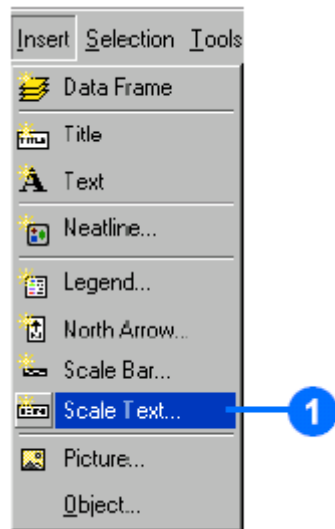 Insert Selection Tools
Data Frame
Title
Text
Neatline...
Legend...
North Arrow...
Scale Bar...
Scale Text... 1
Picture...
Object...